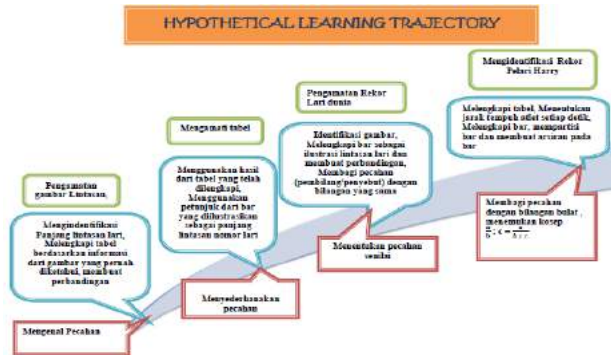 HYPOTHETICAL LEARNING TRAJECTORY
Mengidentifikasi Rekor
Pelari Harry
Melengkapi tabel, Menentukan
jarak tempuh atlet setiap detik,
Melengkapi bar, mempartisi
bar dan membuat arsiran pada
bar
Pengamatan Rekor
Lari dunia
Identifikasi gambar,
Melengkapi bar sebagai
ilustrasi lintasan lari dan
membuat perbandingan,
Membagi pecahan
(pembilang/penyebut) dengan
bilangan yang sama
Mengamati tabel
Menggunakan hasil
dari tabel yang telah
dilengkapi,
Menggunakan
petunjuk dari bar
yang diilustrasikan
sebagai panjang
lintasan nomor lari
Pengamatan
gambar Lintasan,
Mengindentifikasi
Panjang lintasan lari,
Melengkapi tabel
berdasarkan informasi
dari gambar yang pernah
diketahui, membuat
perbandingan
Mengenal Pecahan
Menyederhanakan
pecahan
Menentukan pecahan
senilai
Membagi pecahan
dengan bilangan bulat ,
menemukan kosep
a/b : c = a/(b × c)